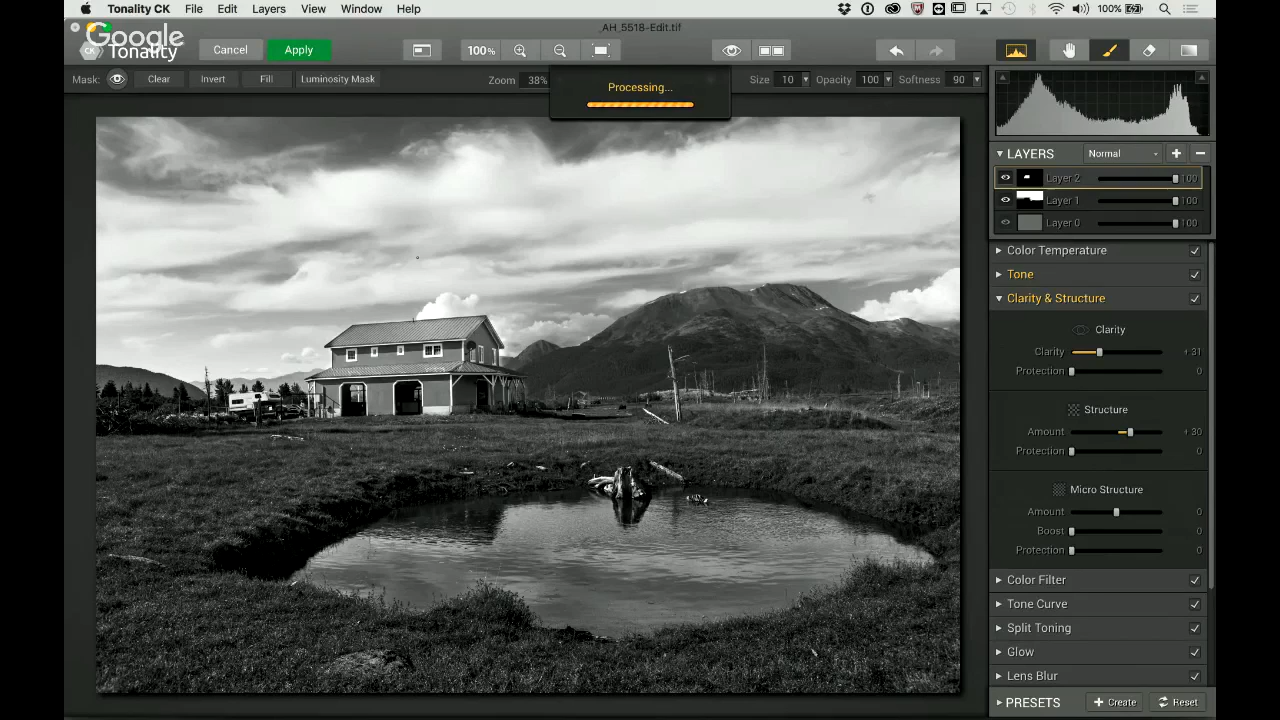 Tonality CK File Edit Layers View Window Help 100%
_AH_5518-Edit.tif
Google
CK Tonality Cancel Apply 100%
Mask: Clear Invert Fill Luminosity Mask Zoom 38% Size 10 Opacity 100 Softness 90
Processing...
LAYERS Normal
Layer 2 100
Layer 1 100
Layer 0 100
Color Temperature
Tone
Clarity & Structure
Clarity
Clarity +31
Protection 0
Structure
Amount +30
Protection 0
Micro Structure
Amount 0
Boost 0
Protection 0
Color Filter
Tone Curve
Split Toning
Glow
Lens Blur
PRESETS Create Reset